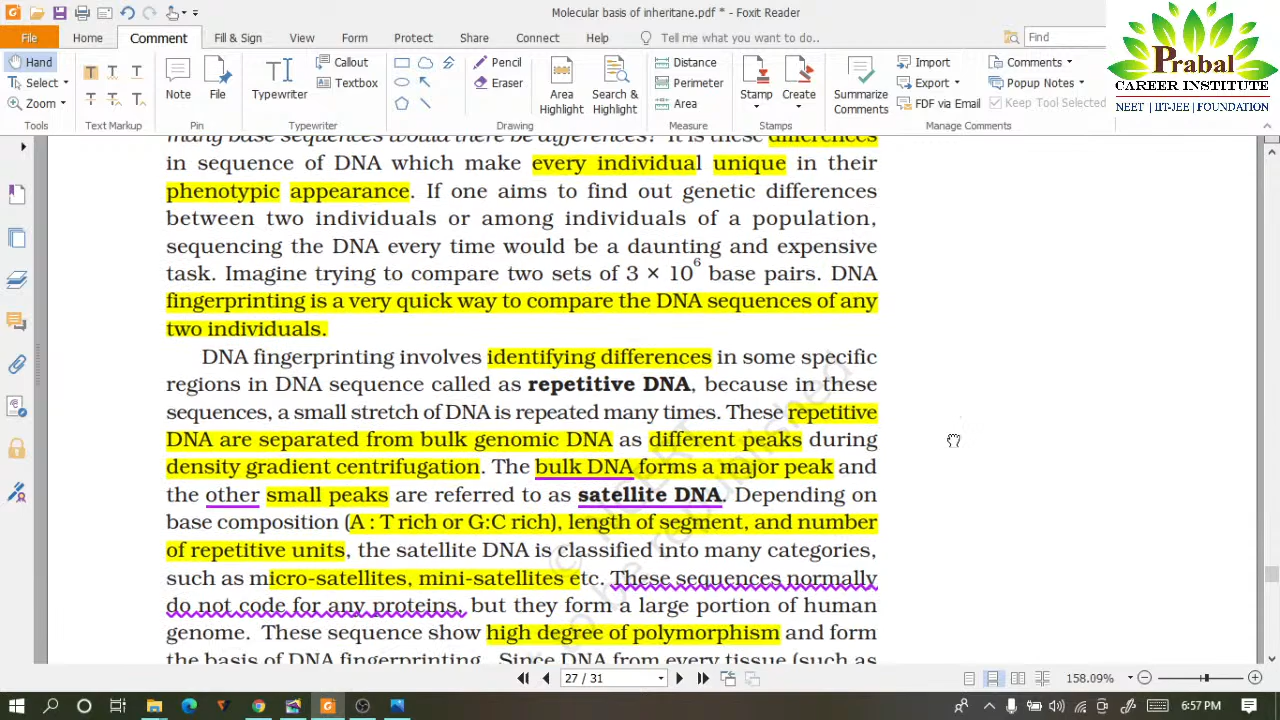 Molecular basis of inheritane.pdf * - Foxit Reader
File Home Comment Fill & Sign View Form Protect Share Connect Help Tell me what you want to do.. Find
Hand
Select
Zoom
Tools
T T T
T T T
Text Markup
Note
File
Pin
Typewriter
Callout
Textbox
Typewriter
Pencil
Eraser
Drawing
Area
Highlight
Search &
Highlight
Distance
Perimeter
Area
Measure
Stamp
Create
Stamps
Summarize
Comments
Import
Export
FDF via Email
Comments
Popup Notes
Keep Tool Selected
Manage Comments
Prabal
CAREER INSTITUTE
NEET | IIT-JEE | FOUNDATION
many base sequences would there be differences? It is these differences
in sequence of DNA which make every individual unique in their
phenotypic appearance. If one aims to find out genetic differences
between two individuals or among individuals of a population,
sequencing the DNA every time would be a daunting and expensive
task. Imagine trying to compare two sets of 3 × 10⁶ base pairs. DNA
fingerprinting is a very quick way to compare the DNA sequences of any
two individuals.
DNA fingerprinting involves identifying differences in some specific
regions in DNA sequence called as repetitive DNA, because in these
sequences, a small stretch of DNA is repeated many times. These repetitive
DNA are separated from bulk genomic DNA as different peaks during
density gradient centrifugation. The bulk DNA forms a major peak and
the other small peaks are referred to as satellite DNA. Depending on
base composition (A : T rich or G:C rich), length of segment, and number
of repetitive units, the satellite DNA is classified into many categories,
such as micro-satellites, mini-satellites etc. These sequences normally
do not code for any proteins, but they form a large portion of human
genome. These sequence show high degree of polymorphism and form
the basis of DNA fingerprinting. Since DNA from every tissue (such as
27 / 31
158.09%
6:57 PM